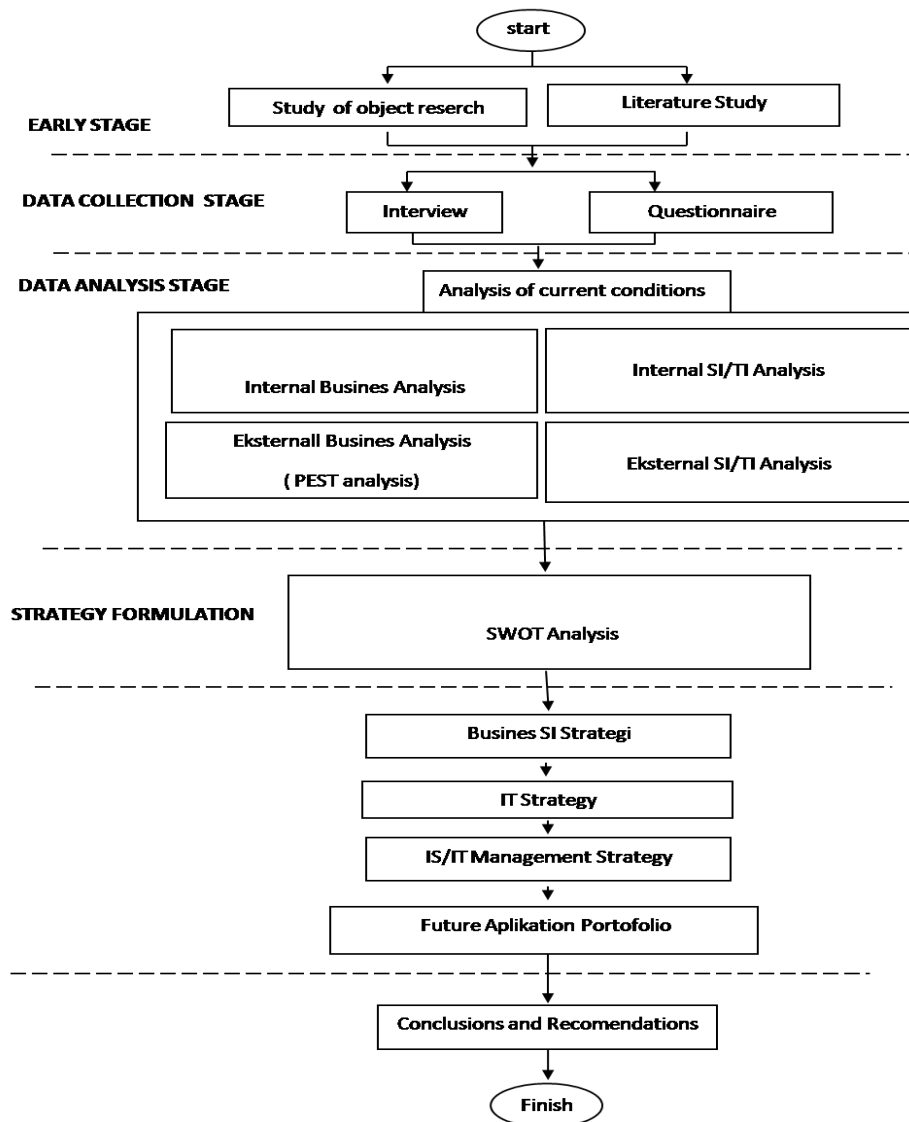 start
Study of object reserch
Literature Study
EARLY STAGE
DATA COLLECTION STAGE
Interview
Questionnaire
DATA ANALYSIS STAGE
Analysis of current conditions
Internal Busines Analysis
Internal SI/TI Analysis
Eksternall Busines Analysis
( PEST analysis)
Eksternal SI/TI Analysis
STRATEGY FORMULATION
SWOT Analysis
Busines SI Strategi
IT Strategy
IS/IT Management Strategy
Future Aplikation Portofolio
Conclusions and Recomendations
Finish